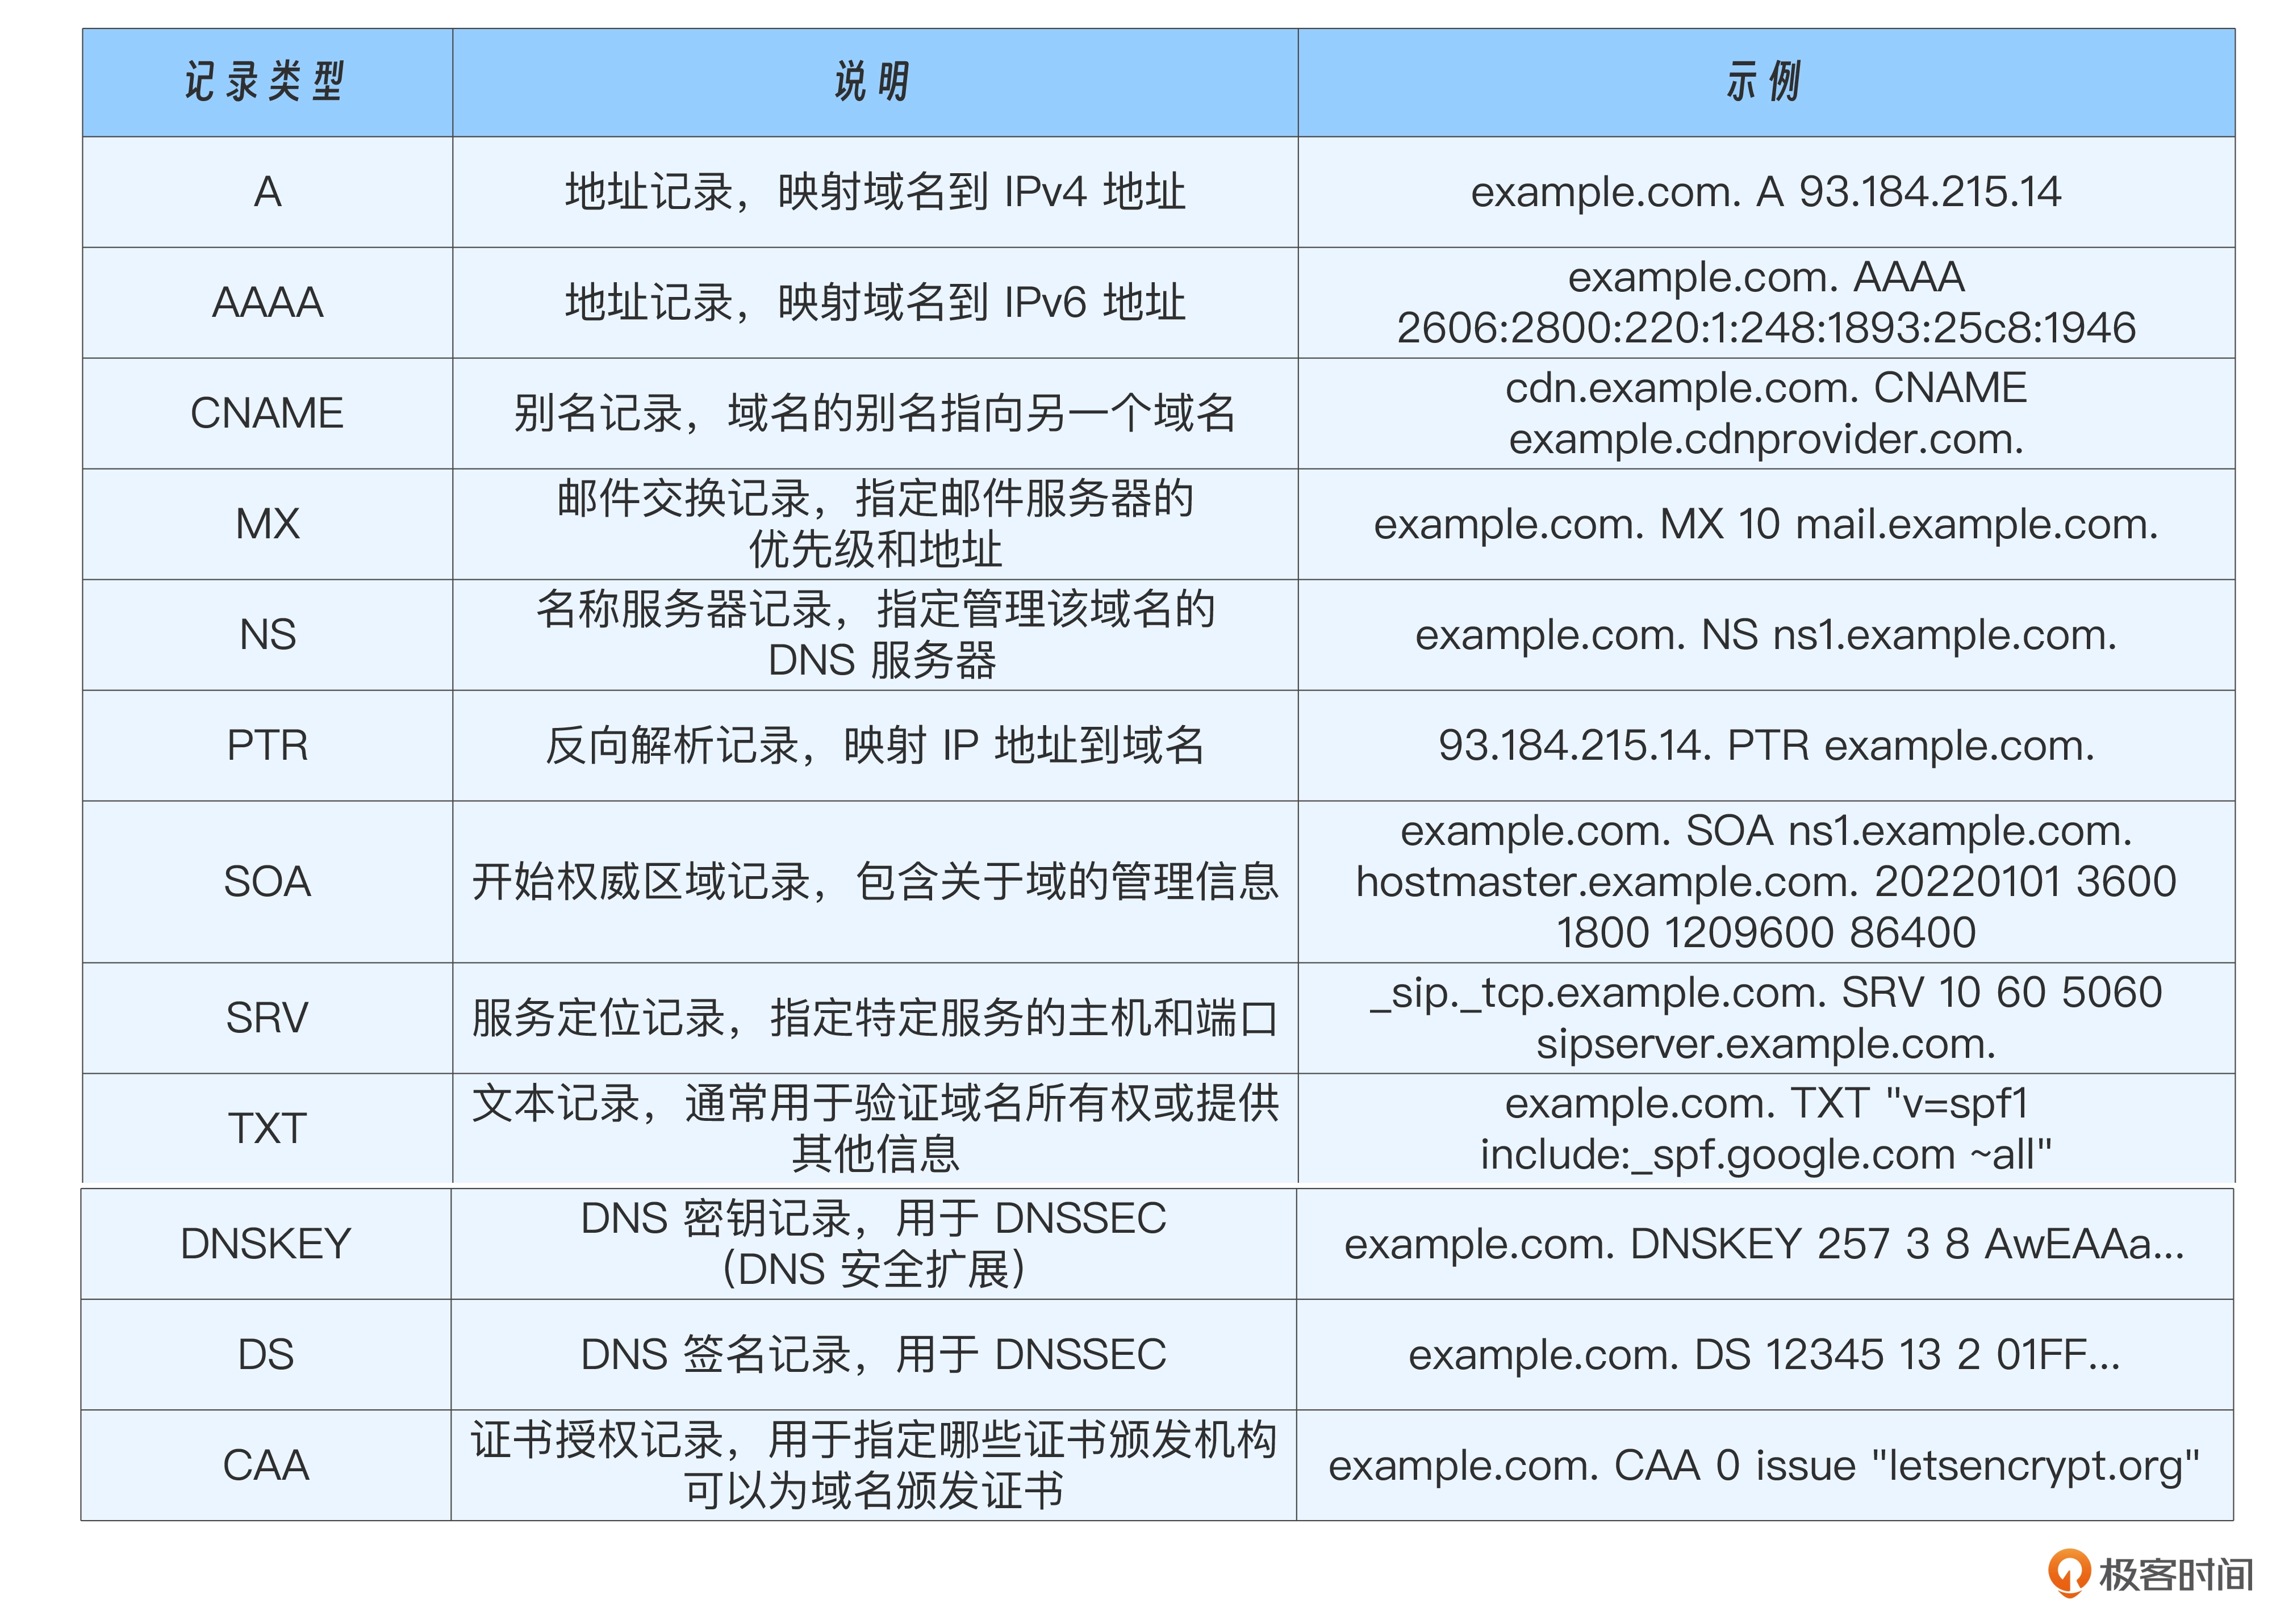 记录类型 说明 示例
A 地址记录，映射域名到 IPv4 地址 example.com. A 93.184.215.14
AAAA 地址记录，映射域名到 IPv6 地址 example.com. AAAA
2606:2800:220:1:248:1893:25c8:1946
CNAME 别名记录，域名的别名指向另一个域名 cdn.example.com. CNAME
example.cdnprovider.com.
MX 邮件交换记录，指定邮件服务器的
优先级和地址 example.com. MX 10 mail.example.com.
NS 名称服务器记录，指定管理该域名的
DNS 服务器 example.com. NS ns1.example.com.
PTR 反向解析记录，映射 IP 地址到域名 93.184.215.14. PTR example.com.
SOA 开始权威区域记录，包含关于域的管理信息 example.com. SOA ns1.example.com.
hostmaster.example.com. 20220101 3600
1800 1209600 86400
SRV 服务定位记录，指定特定服务的主机和端口 _sip._tcp.example.com. SRV 10 60 5060
sipserver.example.com.
TXT 文本记录，通常用于验证域名所有权或提供
其他信息 example.com. TXT "v=spf1
include:_spf.google.com ~all"
DNSKEY DNS 密钥记录，用于 DNSSEC
（DNS 安全扩展） example.com. DNSKEY 257 3 8 AwEAAa...
DS DNS 签名记录，用于 DNSSEC example.com. DS 12345 13 2 01FF...
CAA 证书授权记录，用于指定哪些证书颁发机构
可以为域名颁发证书 example.com. CAA 0 issue "letsencrypt.org"
极客时间